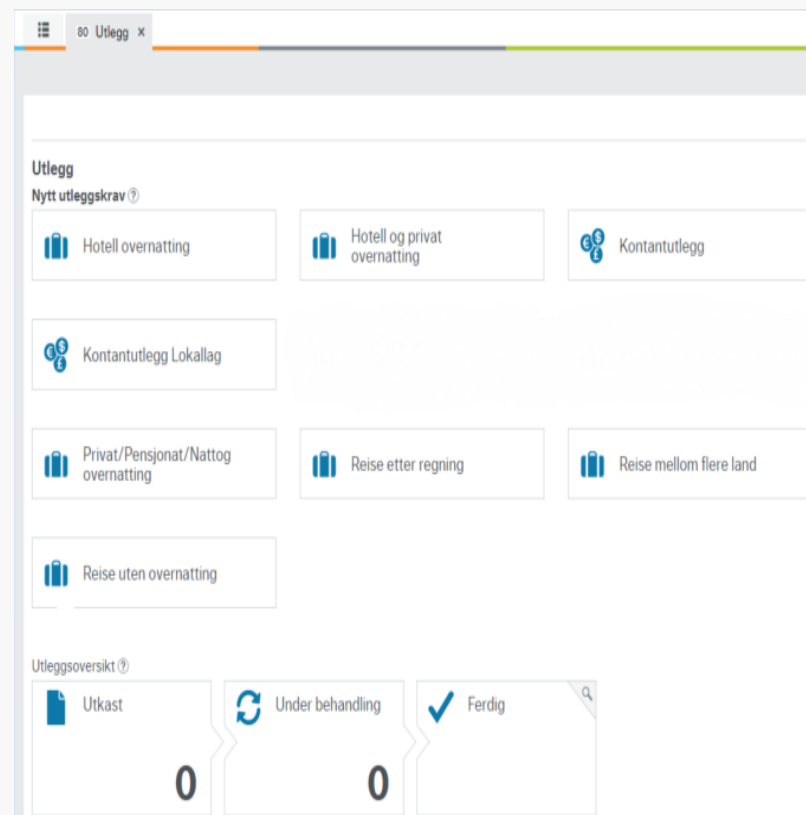 80 Utlegg ×
Utlegg
Nytt utleggskrav ?
Hotell overnatting
Hotell og privat
overnatting
Kontantutlegg
Kontantutlegg Lokallag
Privat/Pensjonat/Nattog
overnatting
Reise etter regning
Reise mellom flere land
Reise uten overnatting
Utleggsoversikt ?
Utkast
0
Under behandling
0
Ferdig